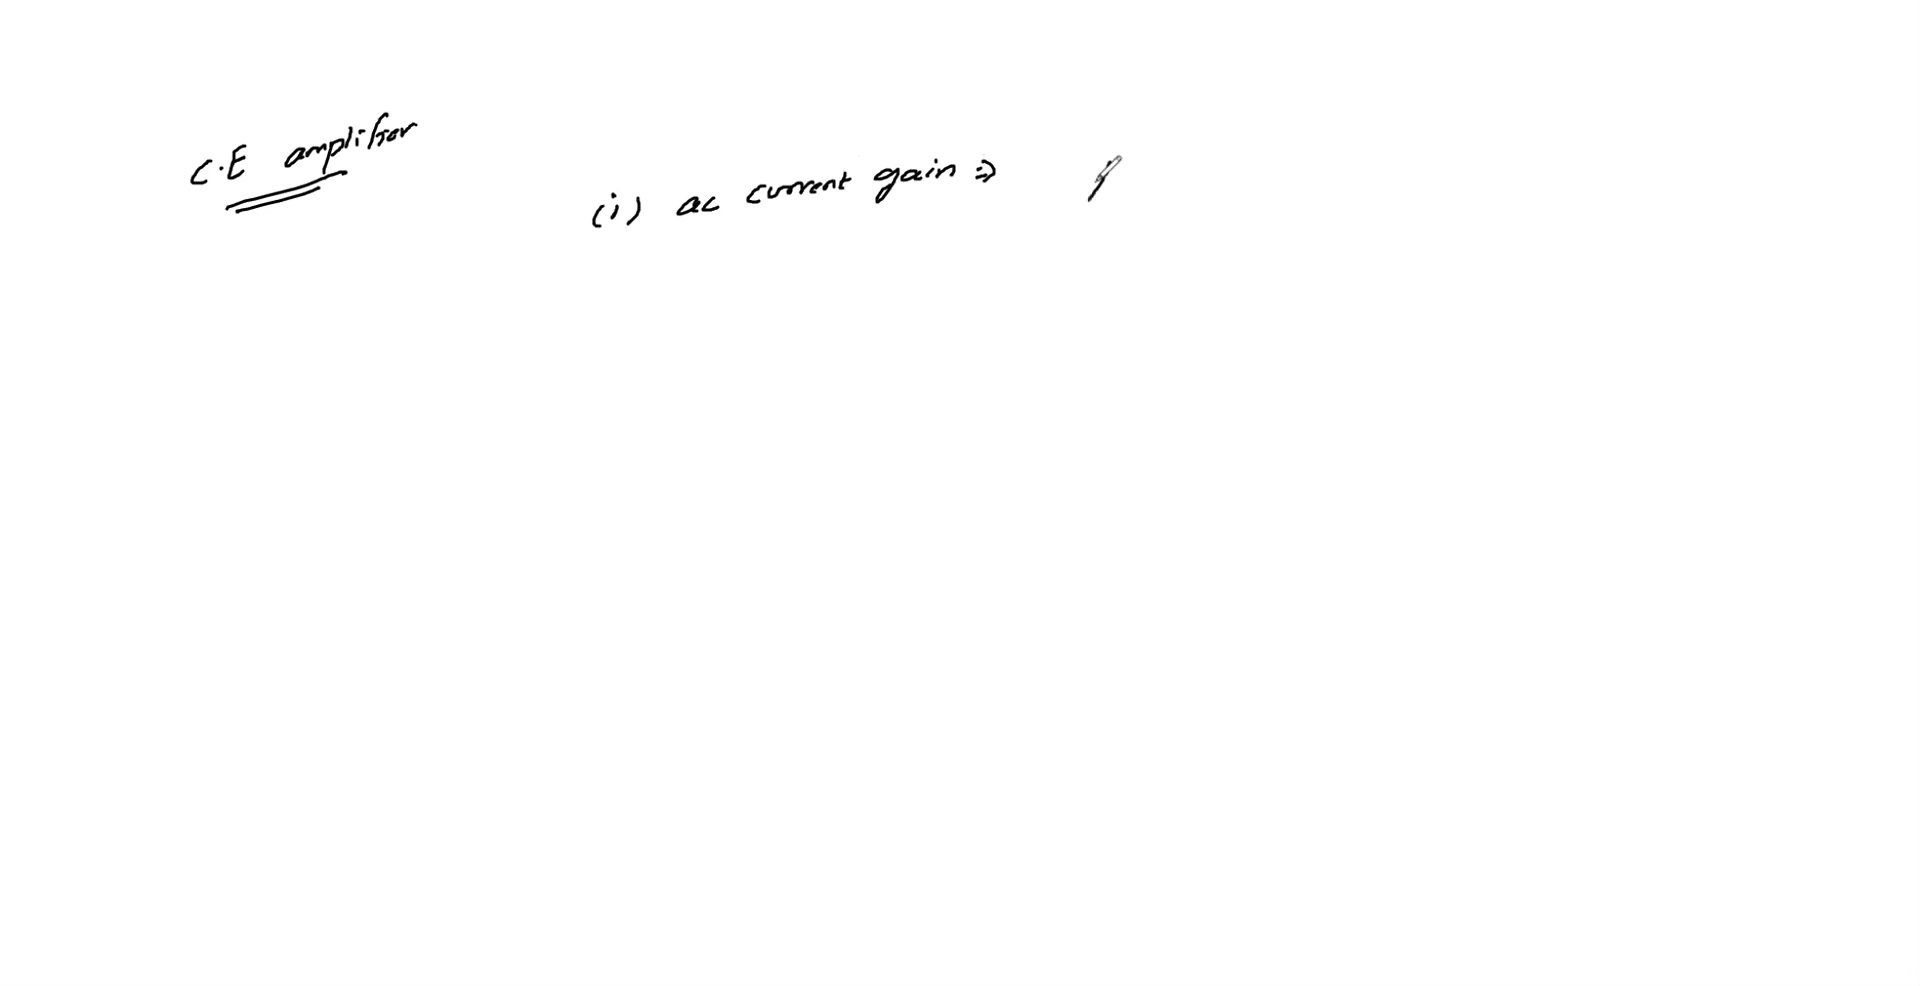 C.E amplifier
(i) ac current gain ⇒